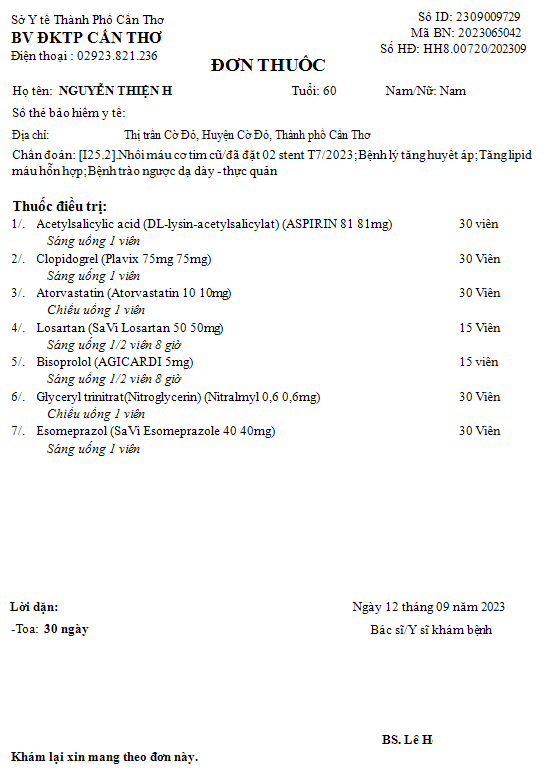 Sở Y tế Thành Phố Cần Thơ
BV ĐKTP CẦN THƠ
Điện thoại : 02923.821.236
Số ID: 2309009729
Mã BN: 2023065042
Số HĐ: HH8.00720/202309
ĐƠN THUỐC
Họ tên: NGUYỄN THIỆN H
Tuổi: 60
Nam/Nữ: Nam
Số thẻ bảo hiểm y tế:
Địa chỉ: Thị trấn Cờ Đỏ, Huyện Cờ Đỏ, Thành phố Cần Thơ
Chẩn đoán: [I25.2].Nhồi máu cơ tim cũ/đã đặt 02 stent T7/2023;Bệnh lý tăng huyết áp;Tăng lipid
máu hỗn hợp;Bệnh trào ngược dạ dày - thực quản
Thuốc điều trị:
1/. Acetylsalicylic acid (DL-lysin-acetylsalicylat) (ASPIRIN 81 81mg) 30 viên
Sáng uống 1 viên
2/. Clopidogrel (Plavix 75mg 75mg) 30 Viên
Sáng uống 1 viên
3/. Atorvastatin (Atorvastatin 10 10mg) 30 Viên
Chiều uống 1 viên
4/. Losartan (SaVi Losartan 50 50mg) 15 Viên
Sáng uống 1/2 viên 8 giờ
5/. Bisoprolol (AGICARDI 5mg) 15 viên
Sáng uống 1/2 viên 8 giờ
6/. Glyceryl trinitrat(Nitroglycerin) (Nitralmyl 0,6 0,6mg) 30 Viên
Chiều uống 1 viên
7/. Esomeprazol (SaVi Esomeprazole 40 40mg) 30 Viên
Sáng uống 1 viên
Lời dặn:
-Toa: 30 ngày
Ngày 12 tháng 09 năm 2023
Bác sĩ/Y sĩ khám bệnh
BS. Lê H
Khám lại xin mang theo đơn này.